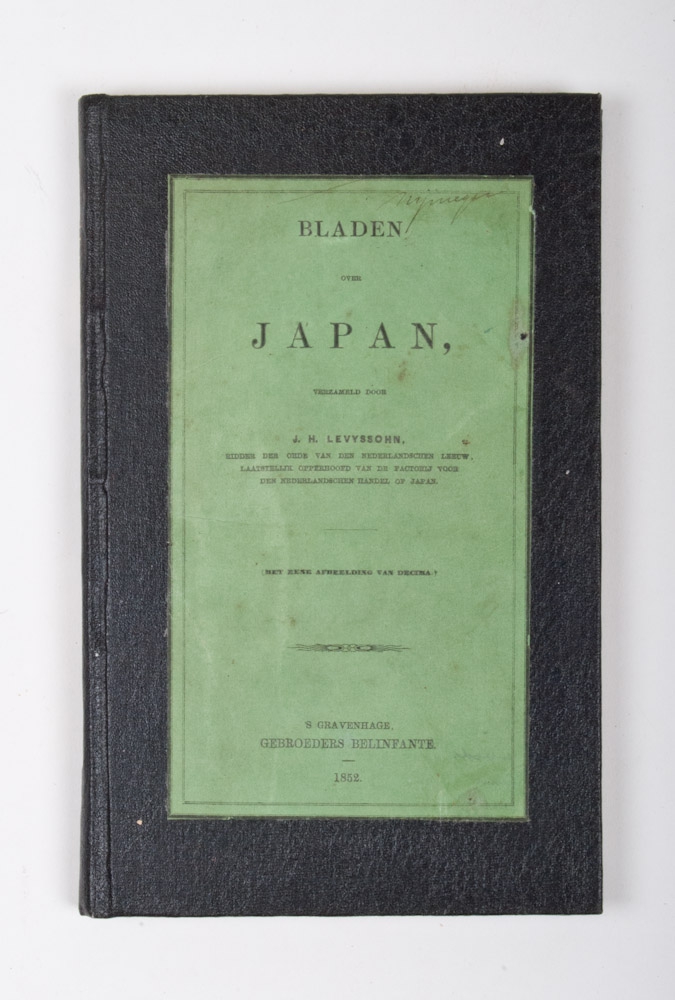 Nijmegen
BLADEN
OVER
JAPAN,
VERZAMELD DOOR
J. H. LEVYSSOHN,
RIDDER DER ORDE VAN DEN NEDERLANDSCHEN LEEUW,
LAATSTELIJK OPPERHOOFD VAN DE FACTORIJ VOOR
DEN NEDERLANDSCHEN HANDEL OP JAPAN.
(MET EENE AFBEELDING VAN DECIMA.)
'S GRAVENHAGE,
GEBROEDERS BELINFANTE.
1852.